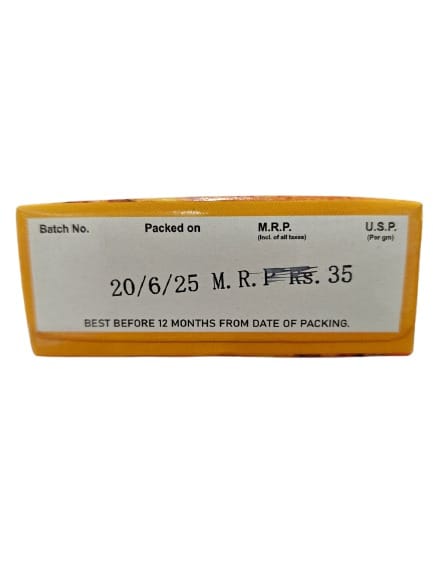 Batch No. Packed on M.R.P. U.S.P.
(Incl. of all taxes) (Per gm)
20/6/25 M.R.P Rs. 35
BEST BEFORE 12 MONTHS FROM DATE OF PACKING.